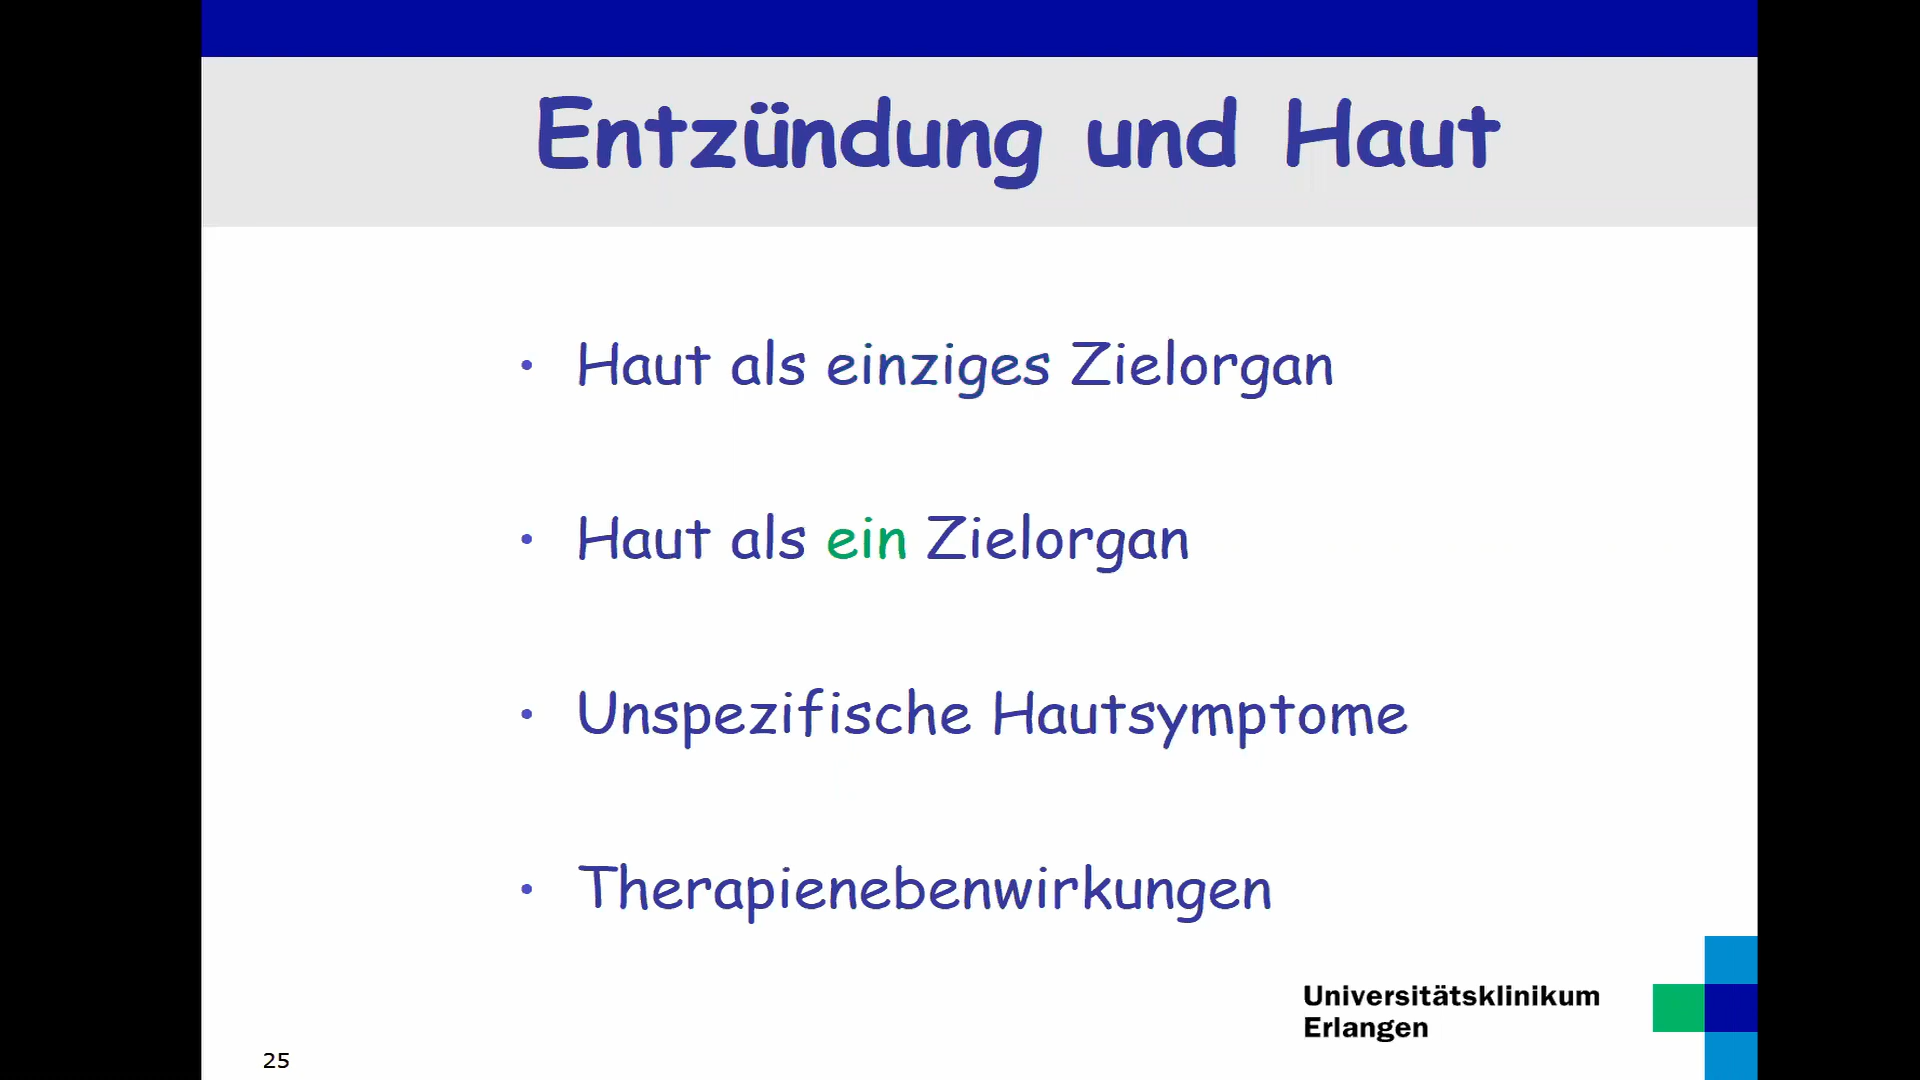 Entzündung und Haut
• Haut als einziges Zielorgan
• Haut als ein Zielorgan
• Unspezifische Hautsymptome
• Therapienebenwirkungen
Universitätsklinikum
Erlangen
25